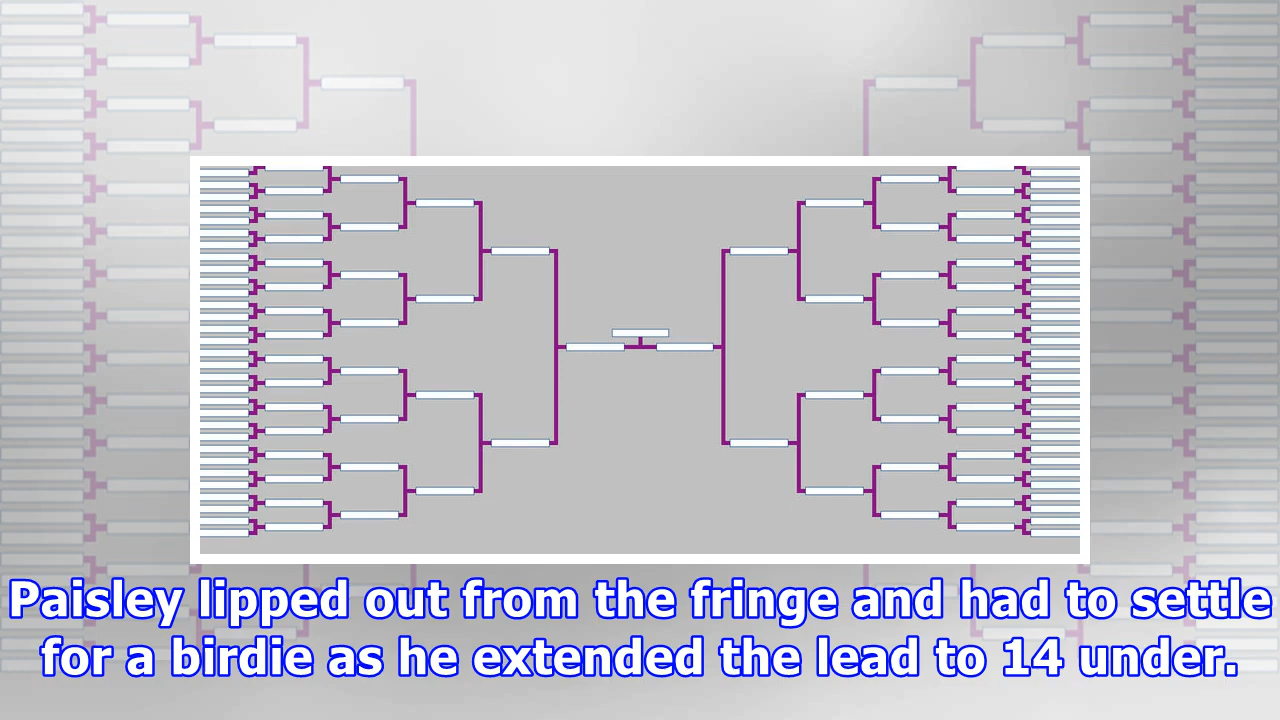 Paisley lipped out from the fringe and had to settle
for a birdie as he extended the lead to 14 under.